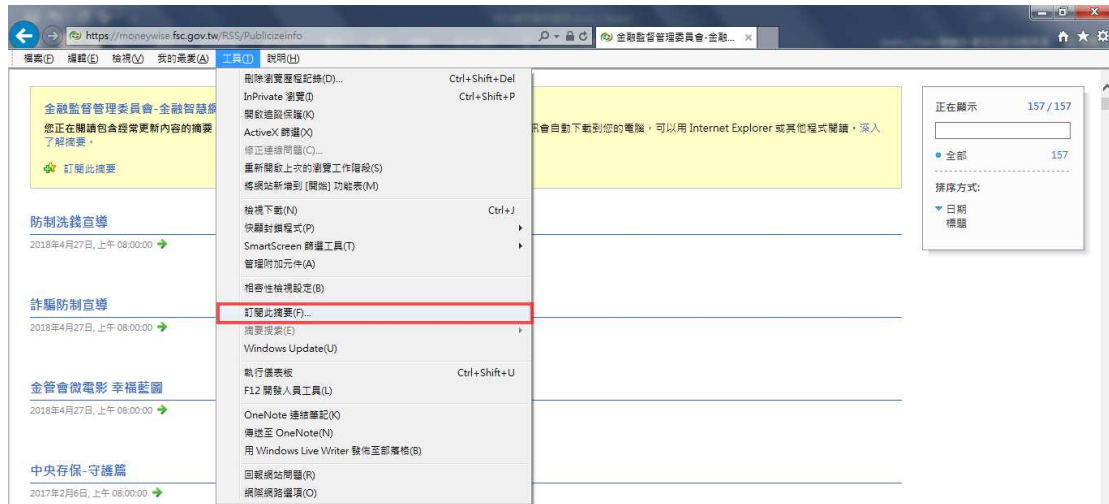 https://moneywise.fsc.gov.tw/RSS/Publicizeinfo
金融監督管理委員會-金融...
檔案(F) 編輯(E) 檢視(V) 我的最愛(A) 工具(T) 說明(H)
金融監督管理委員會-金融智慧網
您正在閱讀包含經常更新內容的摘要
訊會自動下載到您的電腦，可以用 Internet Explorer 或其他程式閱讀。深入
了解摘要。
訂閱此摘要
防制洗錢宣導
2018年4月27日, 上午 08:00:00
詐騙防制宣導
2018年4月27日, 上午 08:00:00
金管會微電影 幸福藍圖
2018年4月27日, 上午 08:00:00
中央存保-守護篇
2017年2月6日, 上午 08:00:00
刪除瀏覽歷程記錄(D)... Ctrl+Shift+Del
InPrivate 瀏覽(I) Ctrl+Shift+P
開啟追蹤保護(K)
ActiveX 篩選(X)
修正連線問題(C)...
重新開啟上次的瀏覽工作階段(S)
將網站新增到 [開始] 功能表(M)
檢視下載(N) Ctrl+J
快顯封鎖程式(P)
SmartScreen 篩選工具(T)
管理附加元件(A)
相容性檢視設定(B)
訂閱此摘要(F)...
摘要搜索(E)
Windows Update(U)
執行儀表板 Ctrl+Shift+U
F12 開發人員工具(L)
OneNote 連結筆記(K)
傳送至 OneNote(N)
用 Windows Live Writer 發佈至部落格(B)
回報網站問題(R)
網際網路選項(O)
正在顯示 157 / 157
全部 157
排序方式:
日期
標題